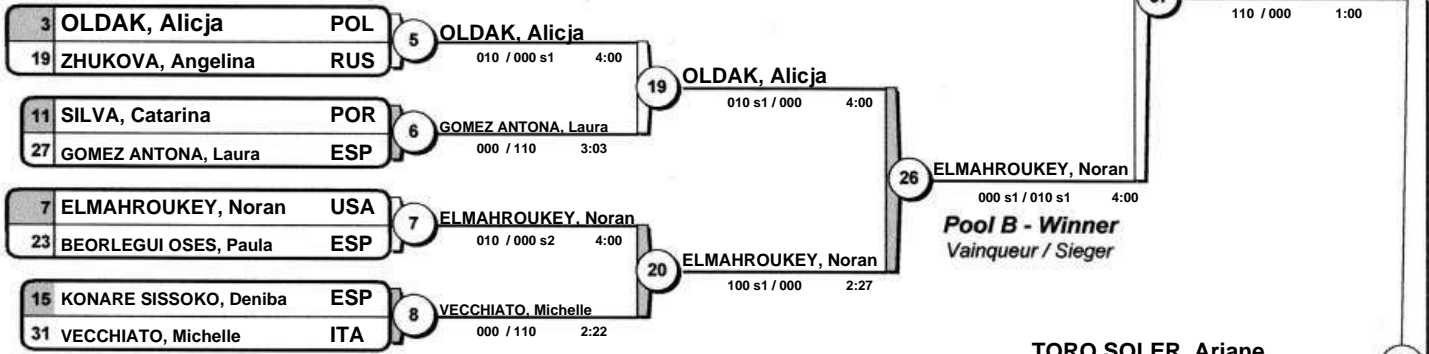 3 OLDAK, Alicja POL
19 ZHUKOVA, Angelina RUS
5
OLDAK, Alicja
010 / 000 s1 4:00
11 SILVA, Catarina POR
27 GOMEZ ANTONA, Laura ESP
6
GOMEZ ANTONA, Laura
000 / 110 3:03
19
OLDAK, Alicja
010 s1 / 000 4:00
7 ELMAHROUKEY, Noran USA
23 BEORLEGUI OSES, Paula ESP
7
ELMAHROUKEY, Noran
010 / 000 s2 4:00
15 KONARE SISSOKO, Deniba ESP
31 VECCHIATO, Michelle ITA
8
VECCHIATO, Michelle
000 / 110 2:22
20
ELMAHROUKEY, Noran
100 s1 / 000 2:27
26
ELMAHROUKEY, Noran
000 s1 / 010 s1 4:00
Pool B - Winner
Vainqueur / Sieger
110 / 000 1:00
TORO SOLER, Ariane